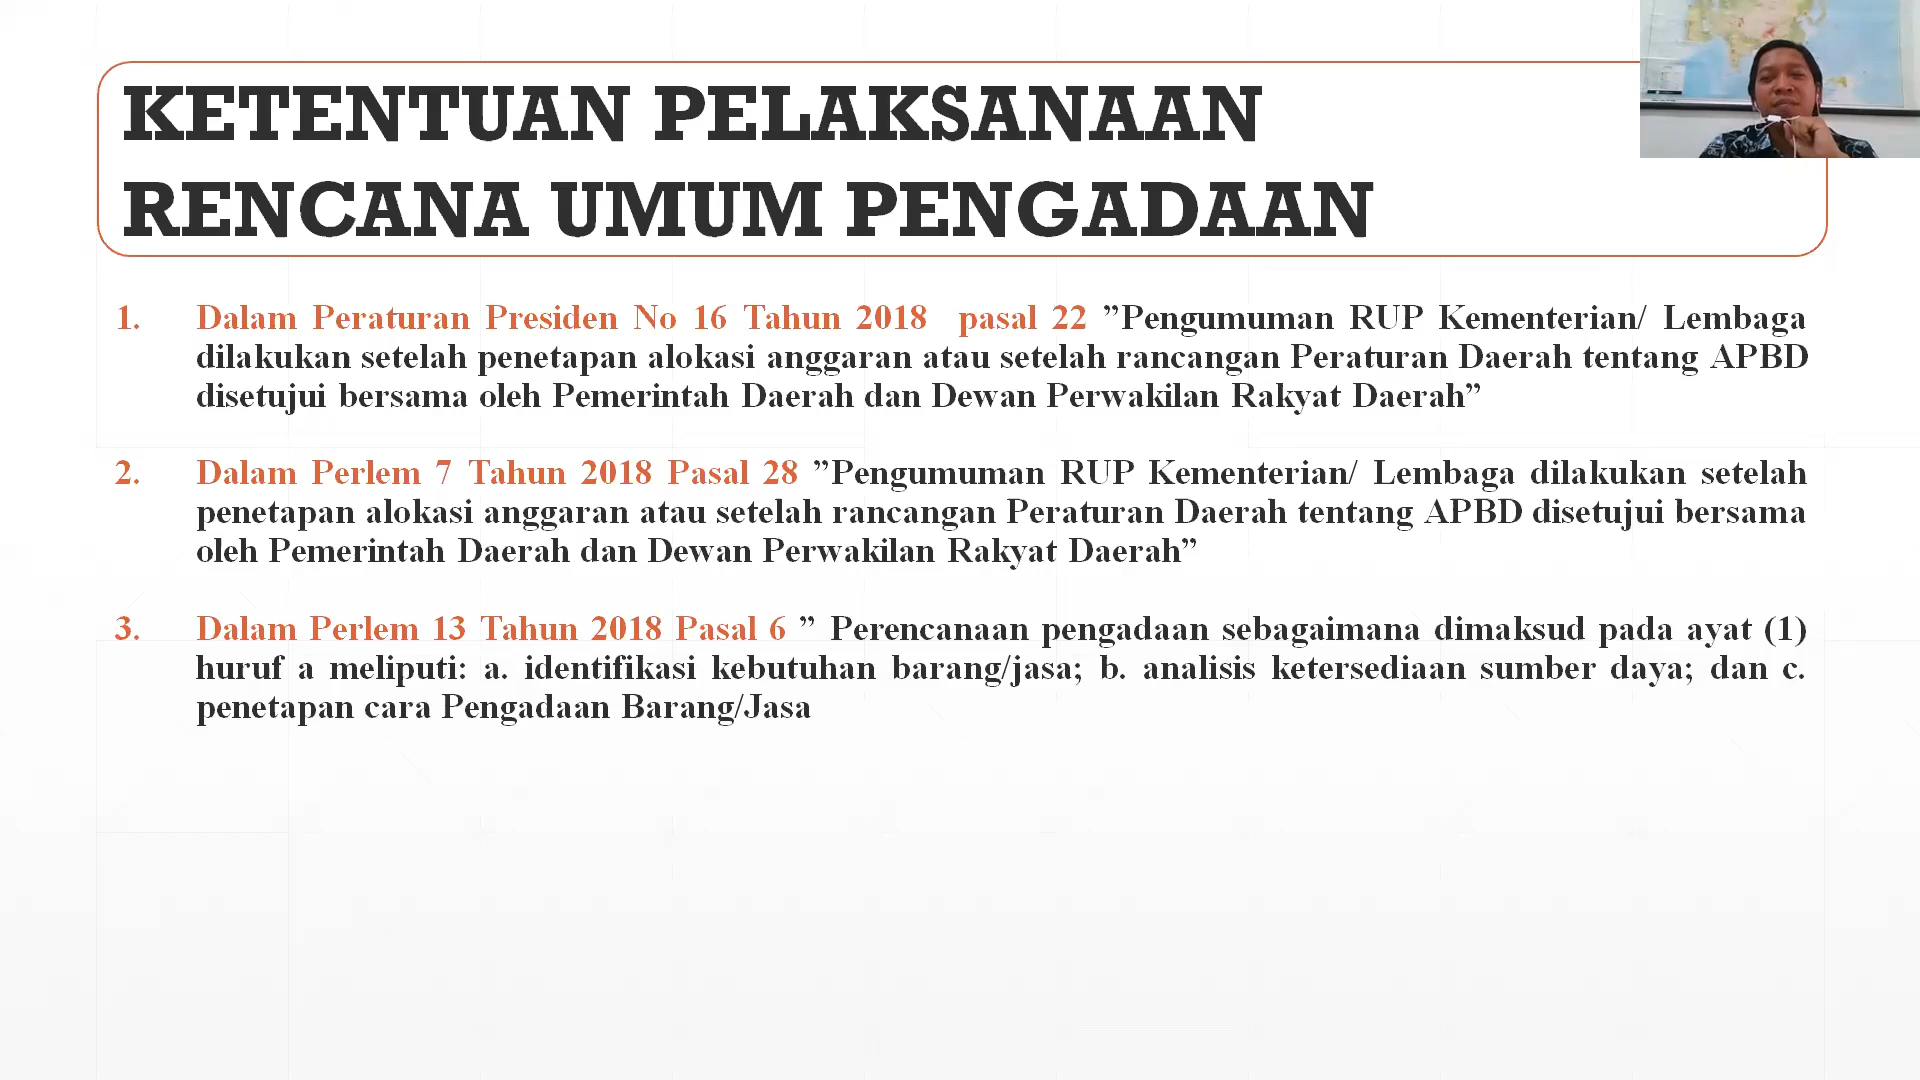 KETENTUAN PELAKSANAAN
RENCANA UMUM PENGADAAN
1. Dalam Peraturan Presiden No 16 Tahun 2018 pasal 22 ”Pengumuman RUP Kementerian/ Lembaga
dilakukan setelah penetapan alokasi anggaran atau setelah rancangan Peraturan Daerah tentang APBD
disetujui bersama oleh Pemerintah Daerah dan Dewan Perwakilan Rakyat Daerah”
2. Dalam Perlem 7 Tahun 2018 Pasal 28 ”Pengumuman RUP Kementerian/ Lembaga dilakukan setelah
penetapan alokasi anggaran atau setelah rancangan Peraturan Daerah tentang APBD disetujui bersama
oleh Pemerintah Daerah dan Dewan Perwakilan Rakyat Daerah”
3. Dalam Perlem 13 Tahun 2018 Pasal 6 ” Perencanaan pengadaan sebagaimana dimaksud pada ayat (1)
huruf a meliputi: a. identifikasi kebutuhan barang/jasa; b. analisis ketersediaan sumber daya; dan c.
penetapan cara Pengadaan Barang/Jasa